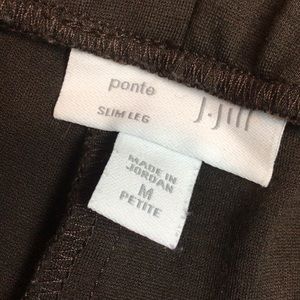 ponte J.Jill
SLIM LEG
MADE IN
JORDAN
M
PETITE